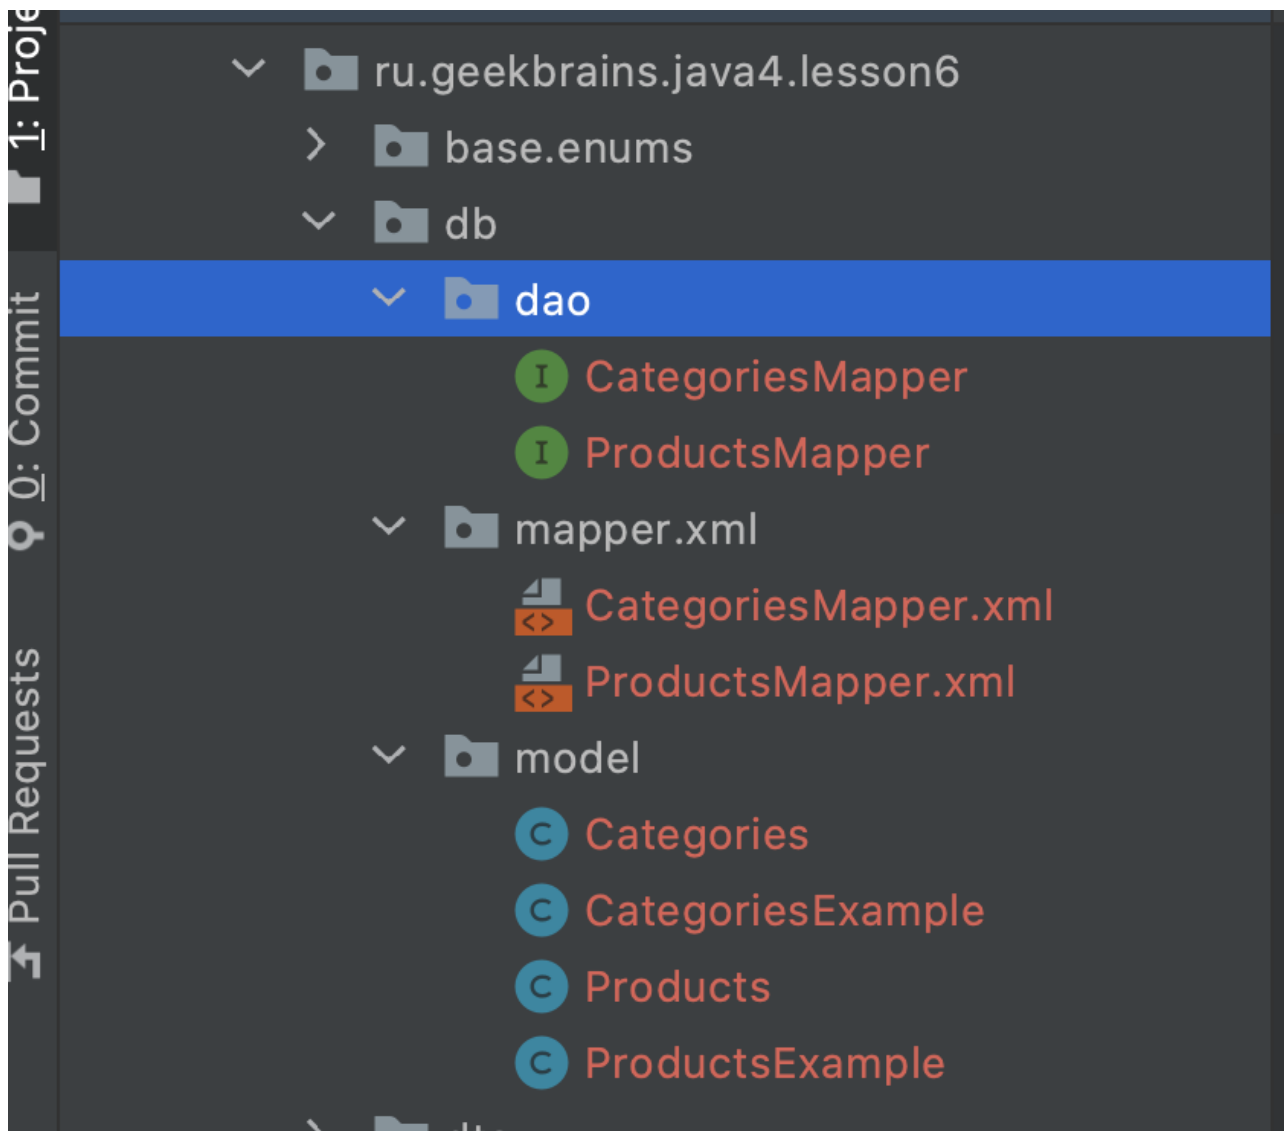 ru.geekbrains.java4.lesson6
base.enums
db
dao
I CategoriesMapper
I ProductsMapper
mapper.xml
<> CategoriesMapper.xml
<> ProductsMapper.xml
model
C Categories
C CategoriesExample
C Products
C ProductsExample
1: Proje
0: Commit
Pull Requests